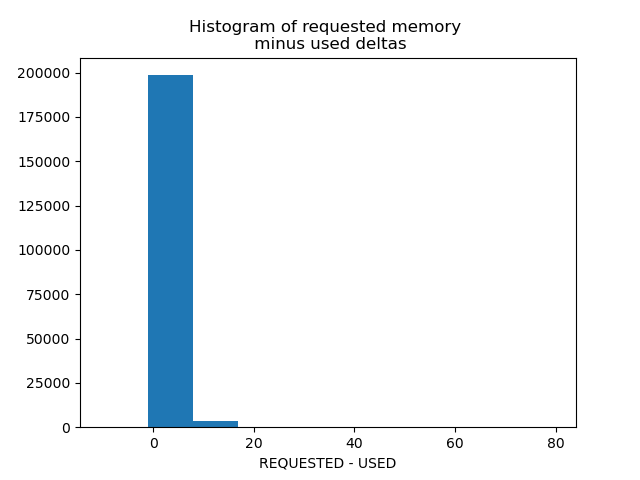 Histogram of requested memory
minus used deltas
200000
175000
150000
125000
100000
75000
50000
25000
0
0 20 40 60 80
REQUESTED - USED